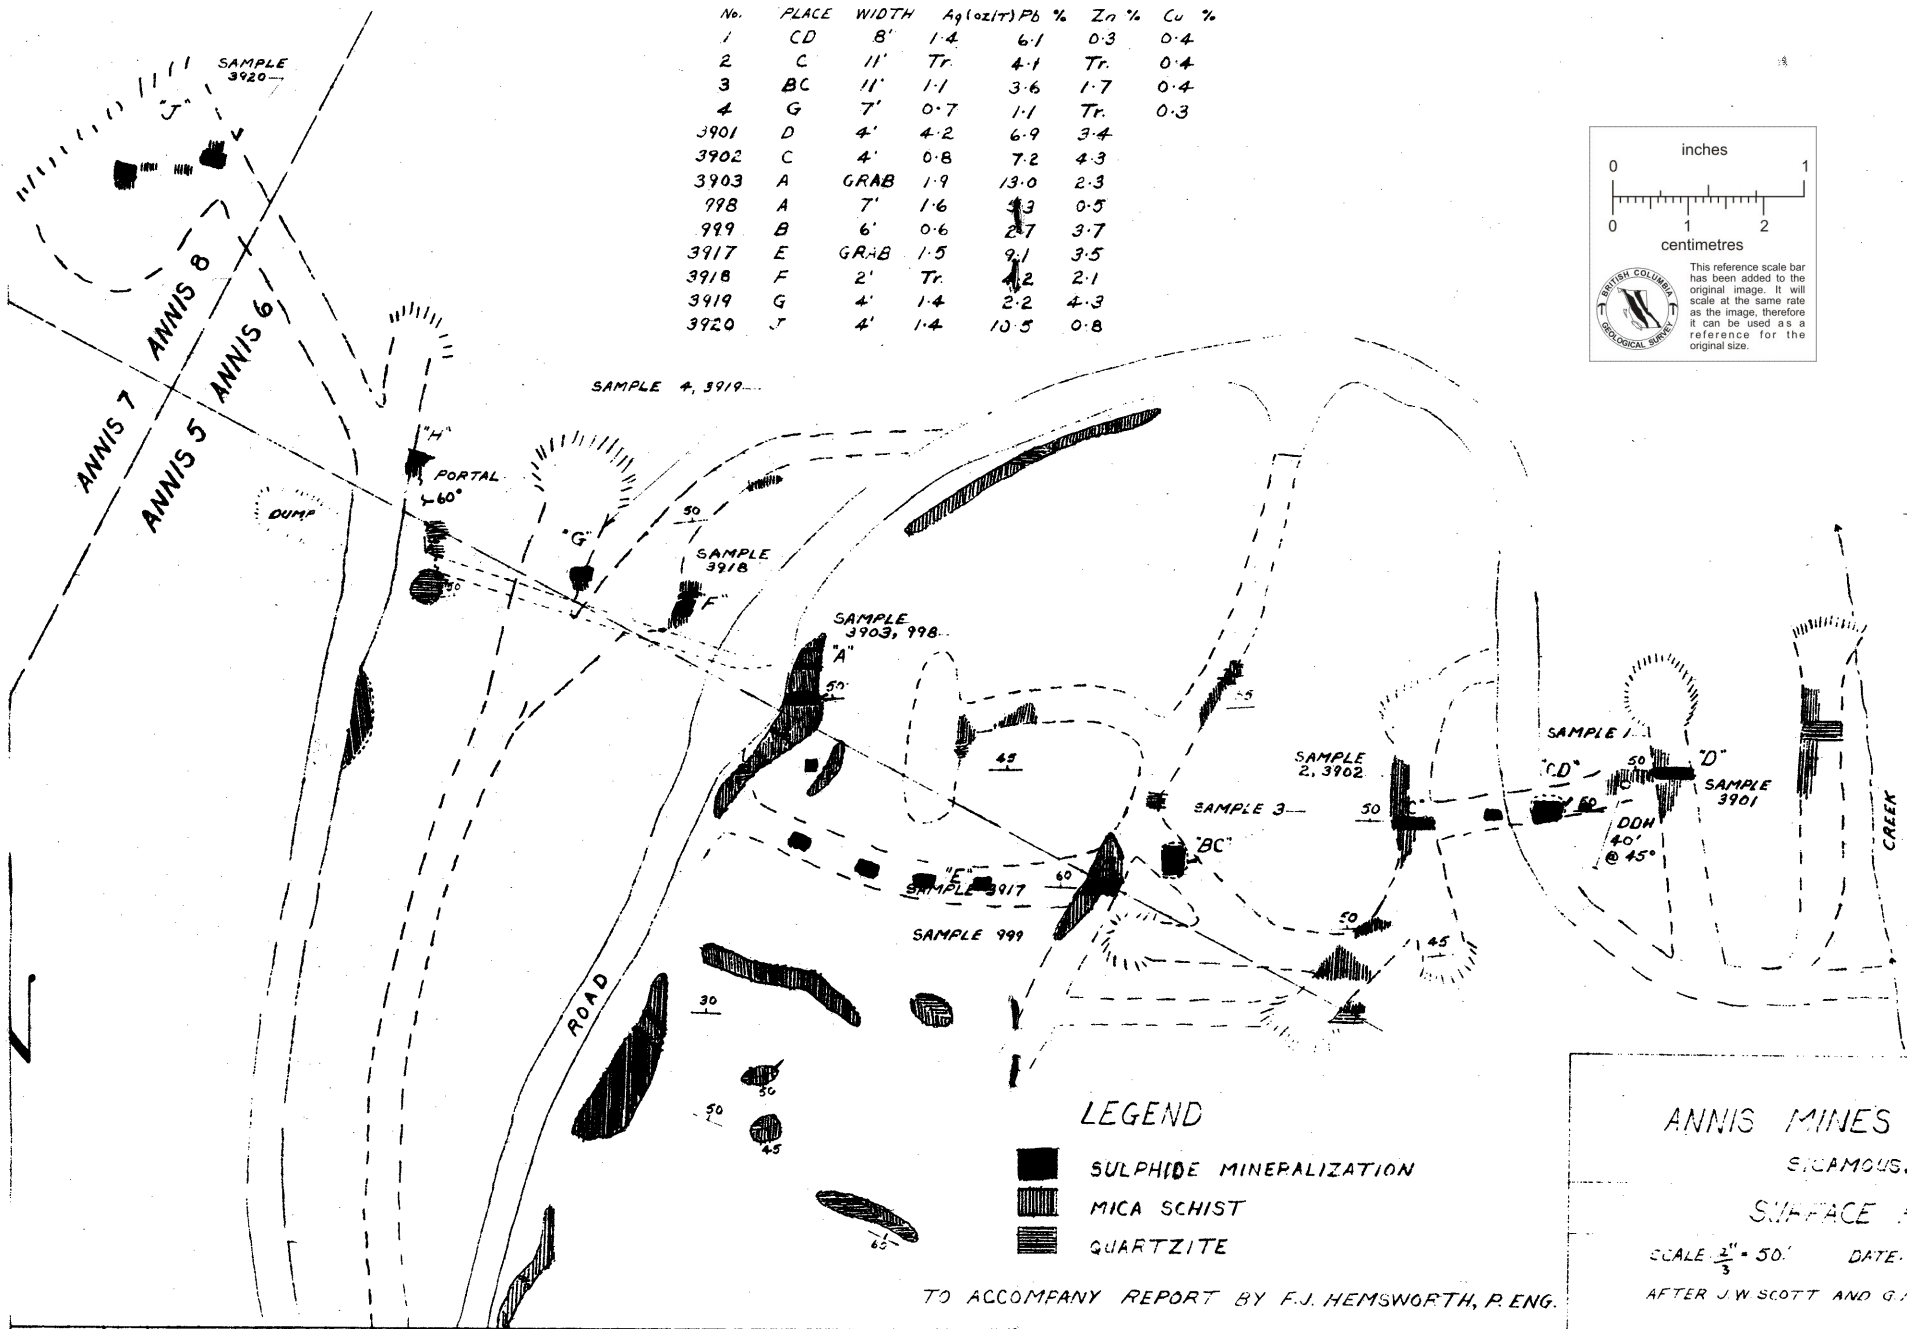 No. PLACE WIDTH Ag(oz/T) Pb % Zn % Cu %
1 CD 8' 1.4 6.1 0.3 0.4
2 C 11' Tr. 4.1 Tr. 0.4
3 BC 11' 1.1 3.6 1.7 0.4
4 G 7' 0.7 1.1 Tr. 0.3
3901 D 4' 4.2 6.9 3.4
3902 C 4' 0.8 7.2 4.3
3903 A GRAB 1.9 13.0 2.3
998 A 7' 1.6 0.5
999 B 6' 0.6 2.7 3.7
3917 E GRAB 1.5 9.1 3.5
3918 F 2' Tr. 2.1
3919 G 4' 1.4 2.2 4.3
3920 J 4' 1.4 10.5 0.8
inches
0 1
0 1 2
centimetres
BRITISH COLUMBIA
GEOLOGICAL SURVEY
This reference scale bar
has been added to the
original image. It will
scale at the same rate
as the image, therefore
it can be used as a
reference for the
original size.
SAMPLE
3920
"J"
ANNIS 8
ANNIS 6
ANNIS 7
ANNIS 5
SAMPLE 4, 3919
"H"
PORTAL
60°
DUMP
50
"G"
50
SAMPLE
3918
"F"
SAMPLE
3903, 998
"A"
50
45
SAMPLE
2, 3902
50
C
SAMPLE 3
"BC"
SAMPLE 1
"CD"
50
"D"
SAMPLE
3901
DDH
40'
@ 45°
CREEK
"E"
SAMPLE 3917
60
SAMPLE 999
50
45
ROAD
30
50
50
45
65
LEGEND
SULPHIDE MINERALIZATION
MICA SCHIST
QUARTZITE
TO ACCOMPANY REPORT BY F.J. HEMSWORTH, P. ENG.
ANNIS MINES
SICAMOUS,
SURFACE
SCALE 2/3" = 50' DATE
AFTER J.W. SCOTT AND G.